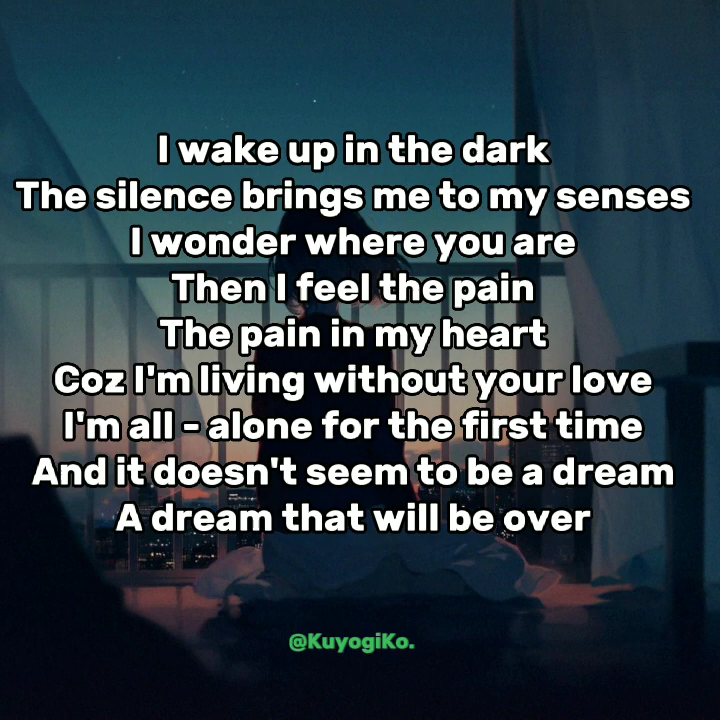 I wake up in the dark
The silence brings me to my senses
I wonder where you are
Then I feel the pain
The pain in my heart
Coz I'm living without your love
I'm all - alone for the first time
And it doesn't seem to be a dream
A dream that will be over
@KuyogiKo.